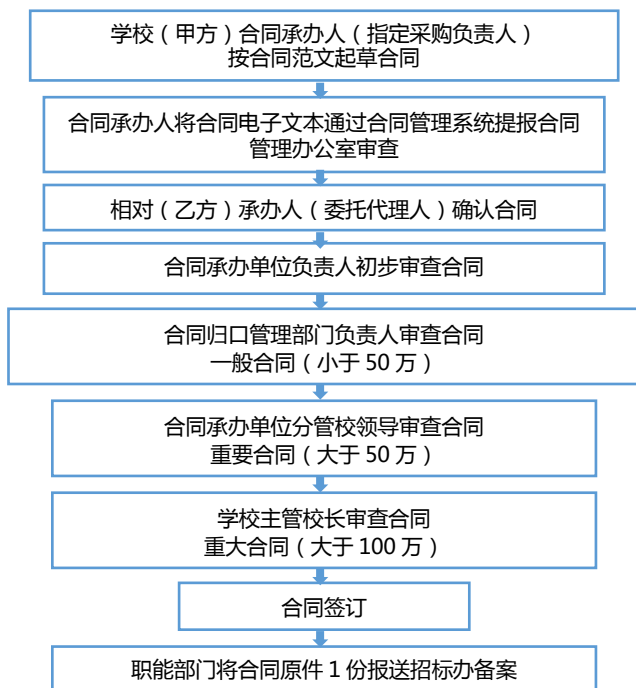 学校（甲方）合同承办人（指定采购负责人）
按合同范文起草合同
合同承办人将合同电子文本通过合同管理系统提报合同
管理办公室审查
相对（乙方）承办人（委托代理人）确认合同
合同承办单位负责人初步审查合同
合同归口管理部门负责人审查合同
一般合同（小于 50 万）
合同承办单位分管校领导审查合同
重要合同（大于 50 万）
学校主管校长审查合同
重大合同（大于 100 万）
合同签订
职能部门将合同原件 1 份报送招标办备案